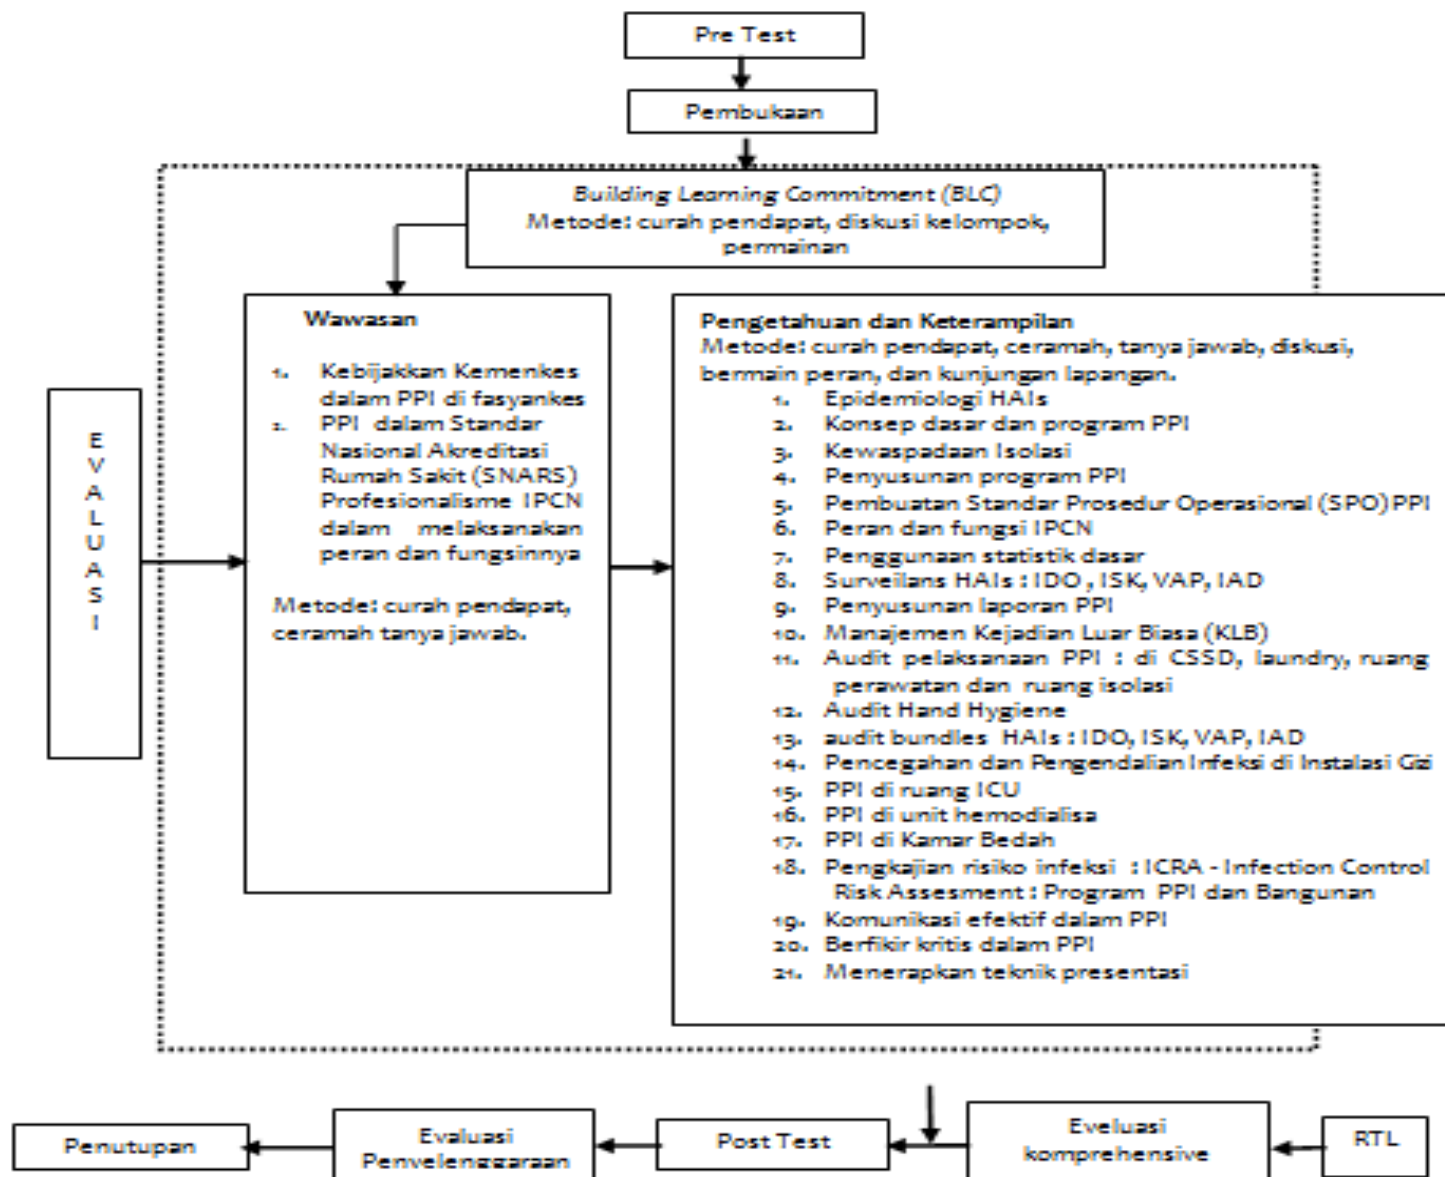 Pre Test
Pembukaan
Building Learning Commitment (BLC)
Metode: curah pendapat, diskusi kelompok,
permainan
EVALUASI
Wawasan
1. Kebijakkan Kemenkes
dalam PPI di fasyankes
2. PPI dalam Standar
Nasional Akreditasi
Rumah Sakit (SNARS)
Profesionalisme IPCN
dalam melaksanakan
peran dan fungsinnya
Metode: curah pendapat,
ceramah tanya jawab.
Pengetahuan dan Keterampilan
Metode: curah pendapat, ceramah, tanya jawab, diskusi,
bermain peran, dan kunjungan lapangan.
1. Epidemiologi HAIs
2. Konsep dasar dan program PPI
3. Kewaspadaan Isolasi
4. Penyusunan program PPI
5. Pembuatan Standar Prosedur Operasional (SPO) PPI
6. Peran dan fungsi IPCN
7. Penggunaan statistik dasar
8. Surveilans HAIs : IDO , ISK, VAP, IAD
9. Penyusunan laporan PPI
10. Manajemen Kejadian Luar Biasa (KLB)
11. Audit pelaksanaan PPI : di CSSD, laundry, ruang
perawatan dan ruang isolasi
12. Audit Hand Hygiene
13. audit bundles HAIs : IDO, ISK, VAP, IAD
14. Pencegahan dan Pengendalian Infeksi di Instalasi Gizi
15. PPI di ruang ICU
16. PPI di unit hemodialisa
17. PPI di Kamar Bedah
18. Pengkajian risiko infeksi : ICRA - Infection Control
Risk Assesment : Program PPI dan Bangunan
19. Komunikasi efektif dalam PPI
20. Berfikir kritis dalam PPI
21. Menerapkan teknik presentasi
Penutupan
Evaluasi
Penyelenggaraan
Post Test
Eveluasi
komprehensive
RTL